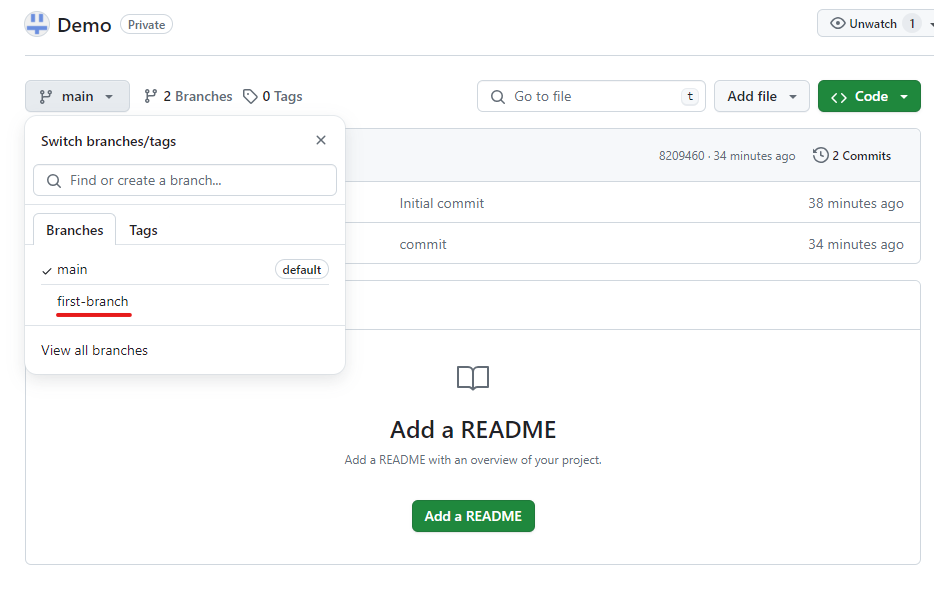 Demo Private
Unwatch 1
main 2 Branches 0 Tags
Go to file t
Add file
Code
Switch branches/tags
Find or create a branch...
Branches Tags
main default
first-branch
View all branches
8209460 · 34 minutes ago 2 Commits
Initial commit 38 minutes ago
commit 34 minutes ago
Add a README
Add a README with an overview of your project.
Add a README